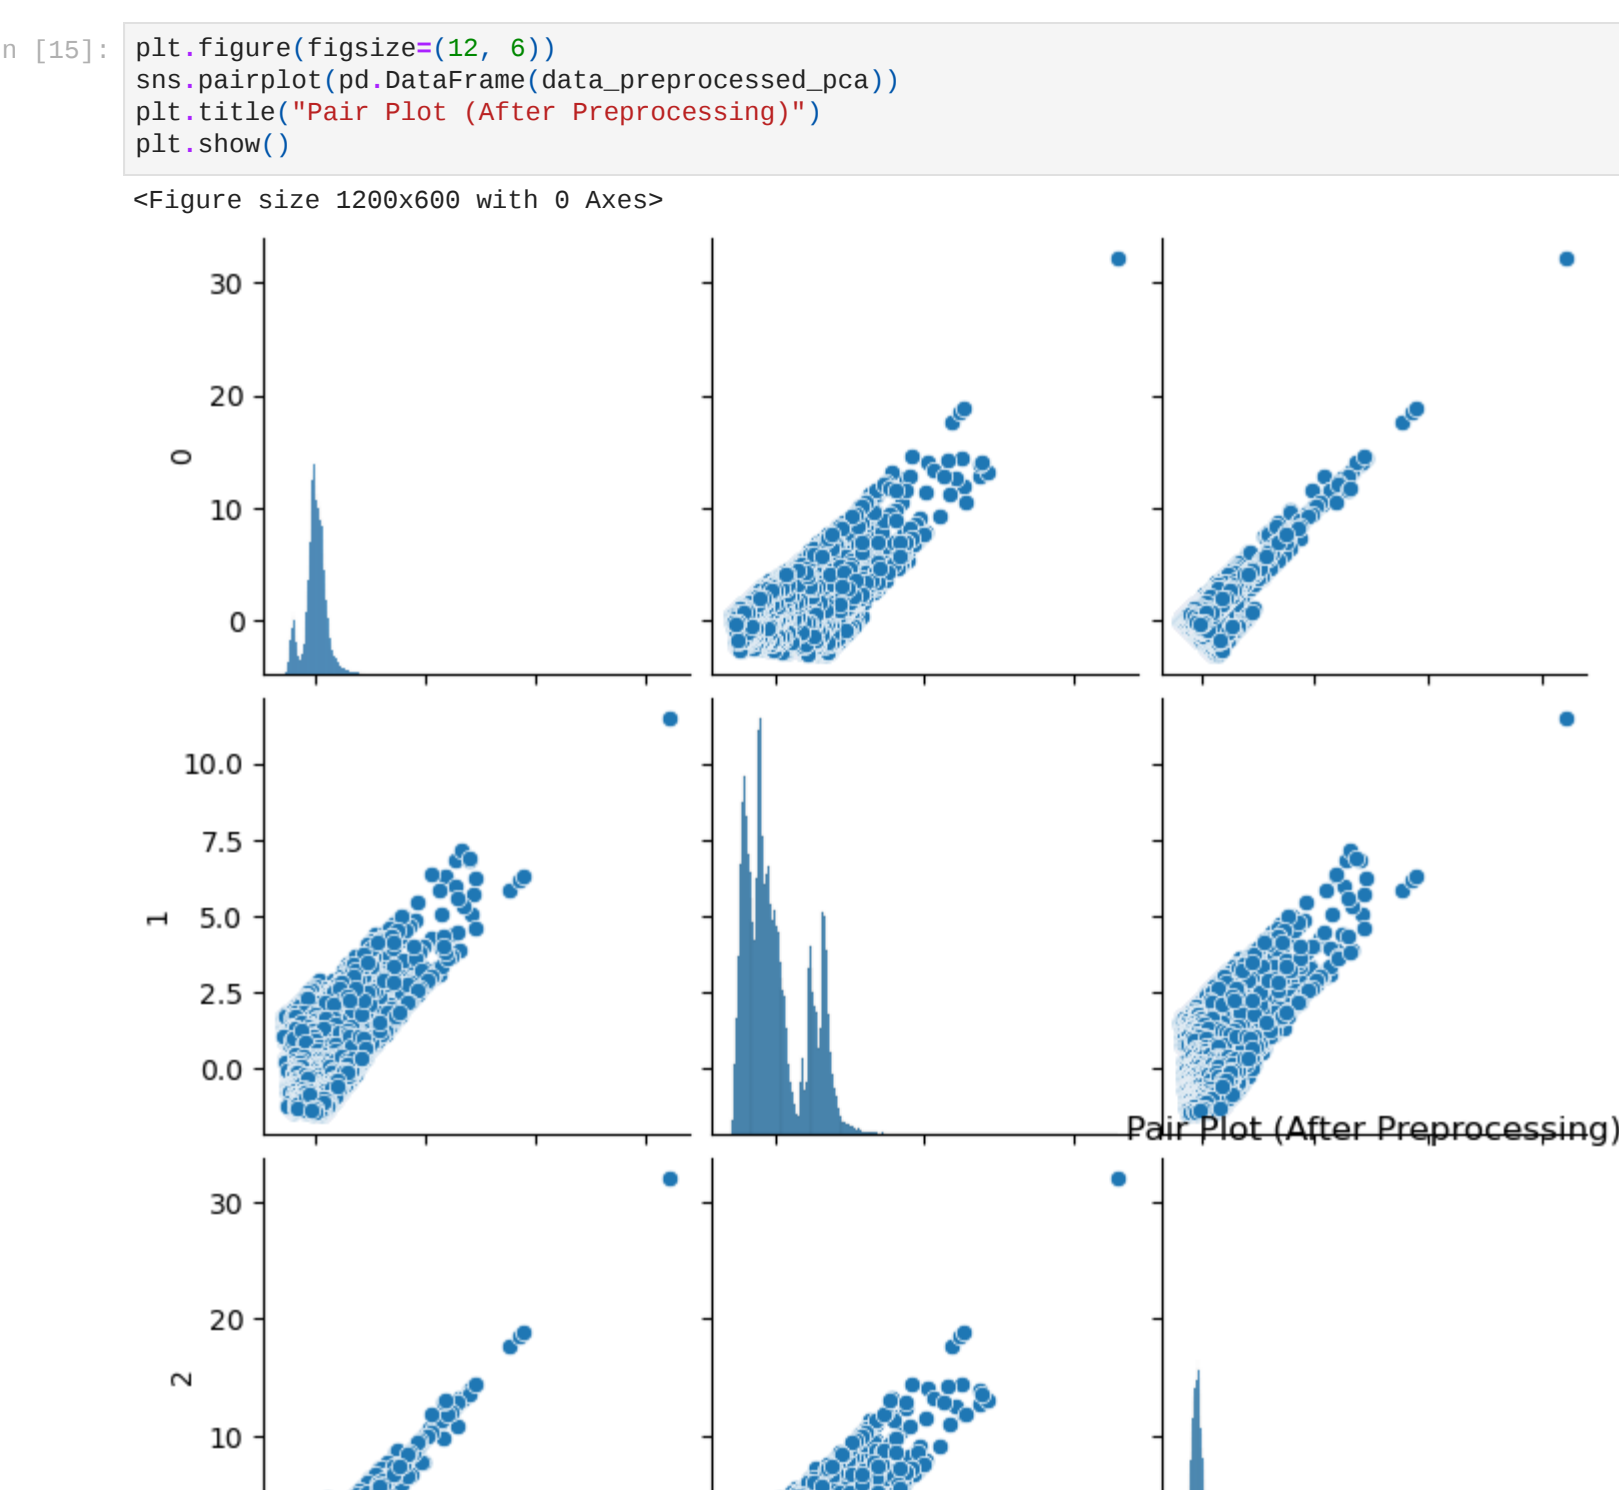 n [15]:
plt.figure(figsize=(12, 6))
sns.pairplot(pd.DataFrame(data_preprocessed_pca))
plt.title("Pair Plot (After Preprocessing)")
plt.show()
<Figure size 1200x600 with 0 Axes>
30
20
10
0
0
10.0
7.5
5.0
2.5
0.0
1
Pair Plot (After Preprocessing)
30
20
10
2